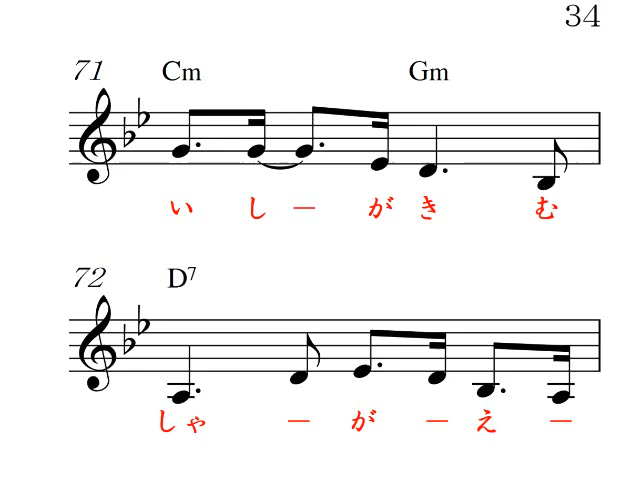 34
71 Cm Gm
い し ー が き む
72 D7
しゃ ー が ー え ー